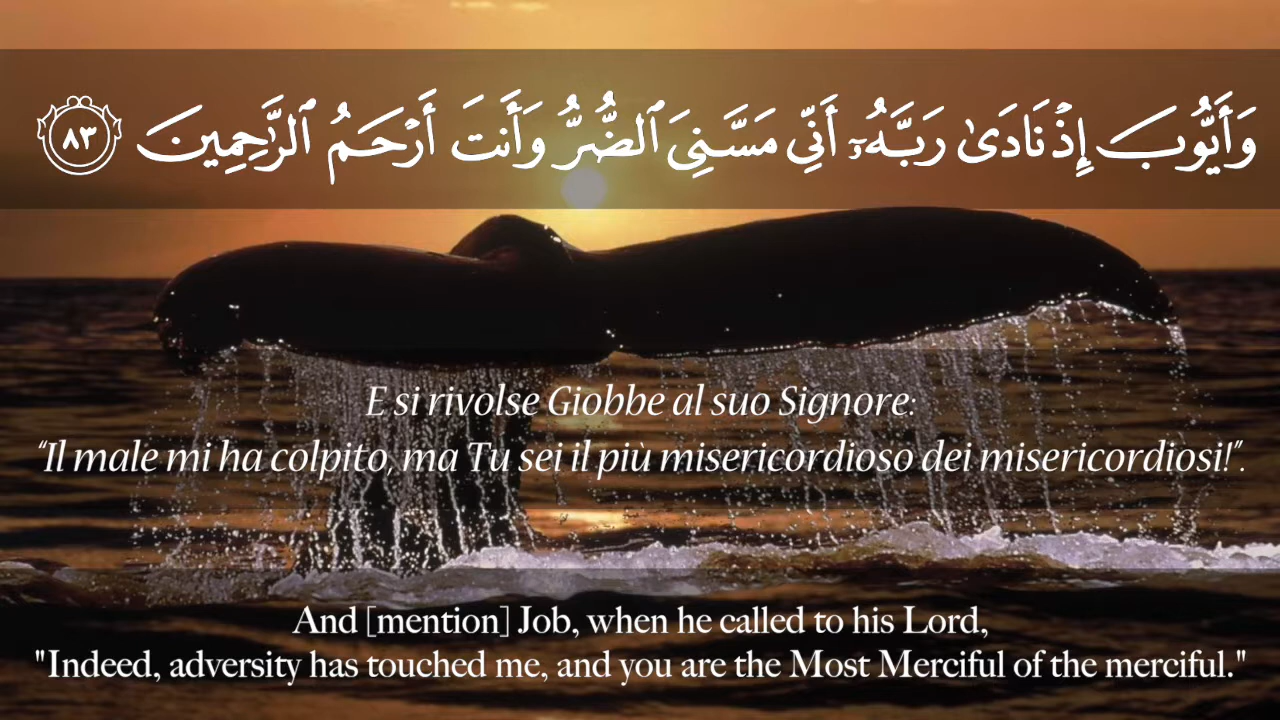 وَأَيُّوبَ إِذْ نَادَىٰ رَبَّهُۥٓ أَنِّى مَسَّنِىَ ٱلضُّرُّ وَأَنتَ أَرْحَمُ ٱلرَّٰحِمِينَ ٨٣
E si rivolse Giobbe al suo Signore:
“Il male mi ha colpito, ma Tu sei il più misericordioso dei misericordiosi!”.
And [mention] Job, when he called to his Lord,
"Indeed, adversity has touched me, and you are the Most Merciful of the merciful."